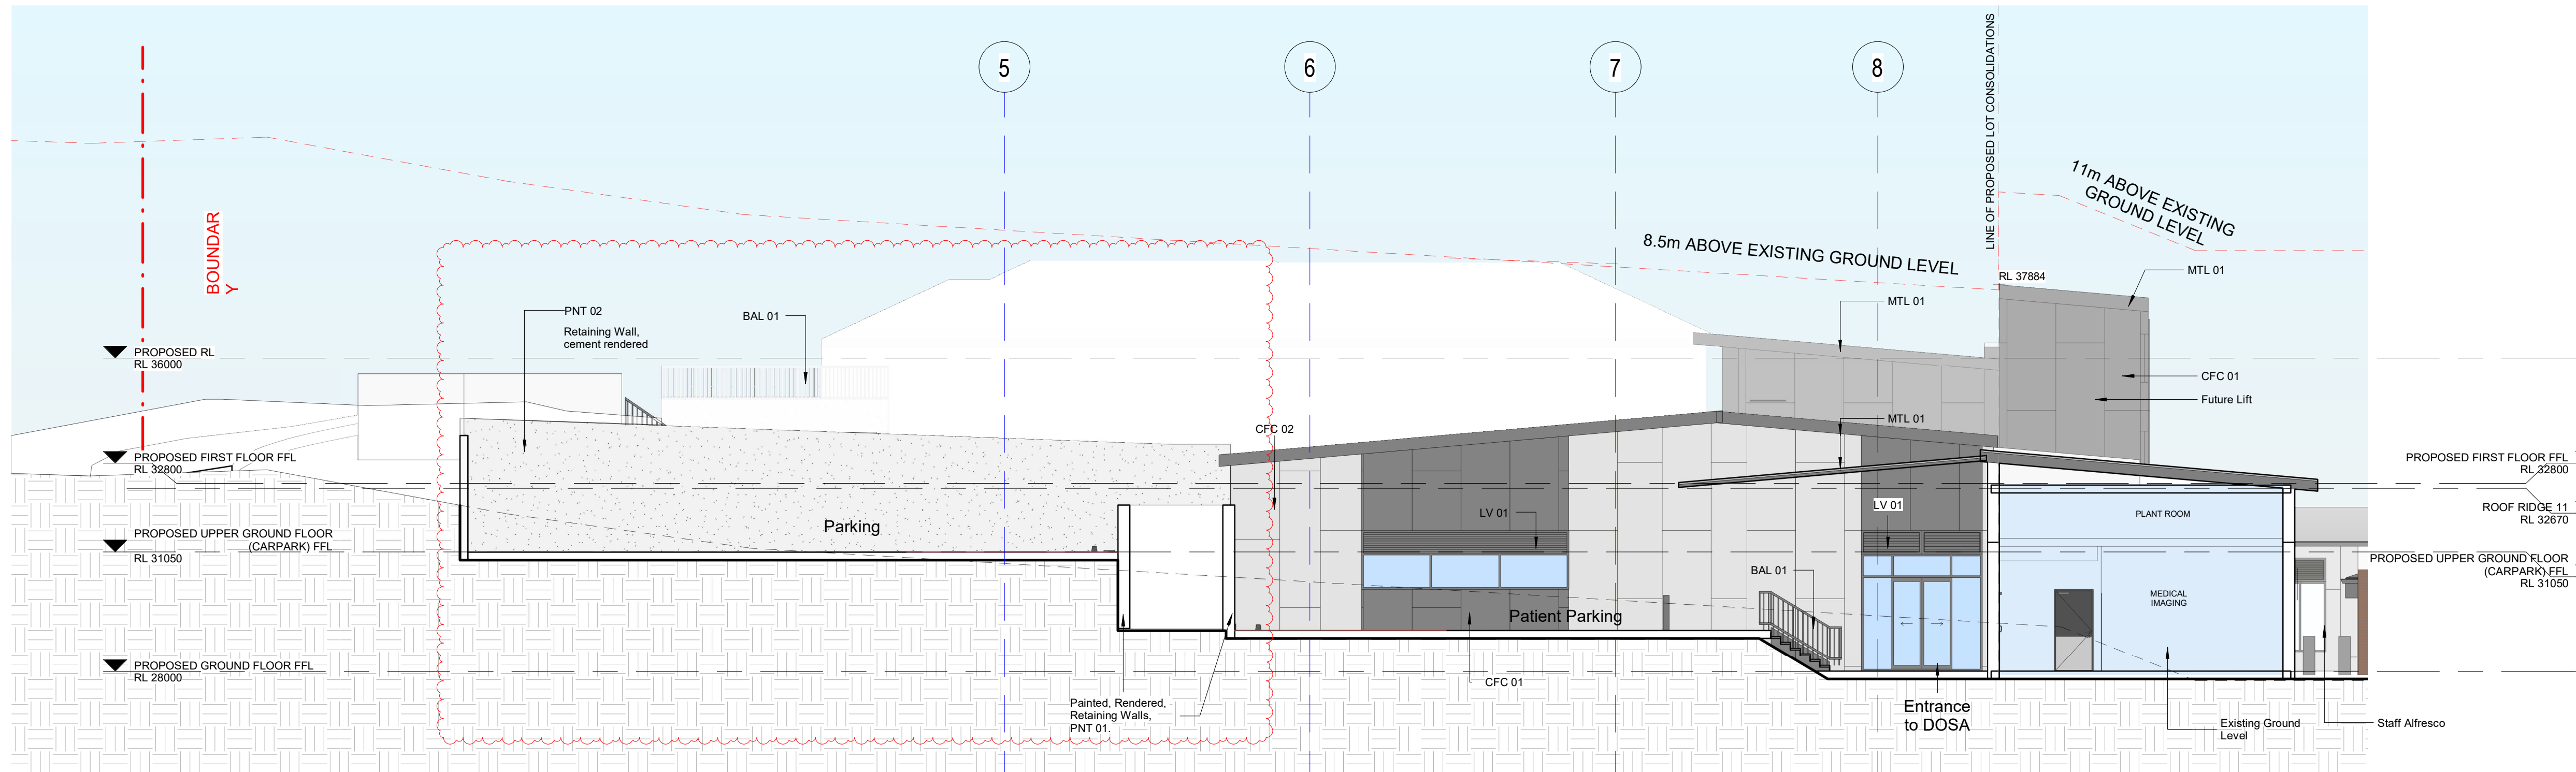 5
6
7
8
LINE OF PROPOSED LOT CONSOLIDATIONS
11m ABOVE EXISTING
GROUND LEVEL
BOUNDAR
Y
8.5m ABOVE EXISTING GROUND LEVEL
RL 37884
MTL 01
MTL 01
PNT 02
Retaining Wall,
cement rendered
BAL 01
PROPOSED RL
RL 36000
CFC 01
Future Lift
MTL 01
CFC 02
PROPOSED FIRST FLOOR FFL
RL 32800
PROPOSED FIRST FLOOR FFL
RL 32800
LV 01
LV 01
ROOF RIDGE 11
RL 32670
PLANT ROOM
Parking
PROPOSED UPPER GROUND FLOOR
(CARPARK) FFL
RL 31050
PROPOSED UPPER GROUND FLOOR
(CARPARK) FFL
RL 31050
BAL 01
MEDICAL
IMAGING
Patient Parking
PROPOSED GROUND FLOOR FFL
RL 28000
CFC 01
Painted, Rendered,
Retaining Walls,
PNT 01.
Entrance
to DOSA
Existing Ground
Level
Staff Alfresco